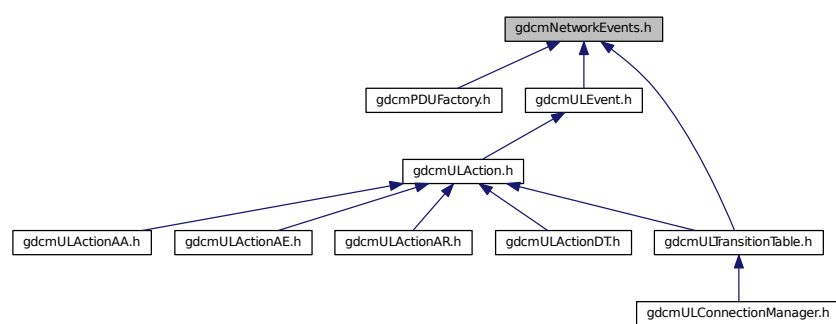 gdcmNetworkEvents.h
gdcmPDUFactory.h
gdcmULEvent.h
gdcmULAction.h
gdcmULActionAA.h
gdcmULActionAE.h
gdcmULActionAR.h
gdcmULActionDT.h
gdcmULTransitionTable.h
gdcmULConnectionManager.h